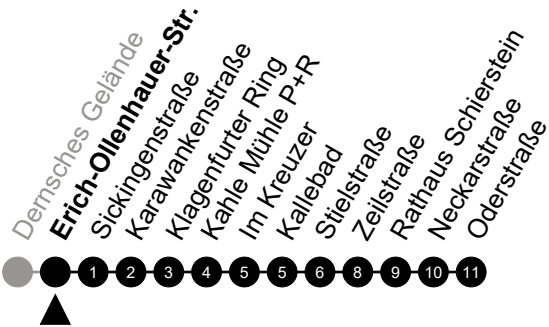 Dernsches Gelände
Erich-Ollenhauer-Str.
Sickingenstraße
Karawankenstraße
Klagenfurter Ring
Kahle Mühle P+R
Im Kreuzer
Kallebad
Stielstraße
Zeilstraße
Rathaus Schierstein
Neckarstraße
Oderstraße
1 2 3 4 5 5 6 8 9 10 11